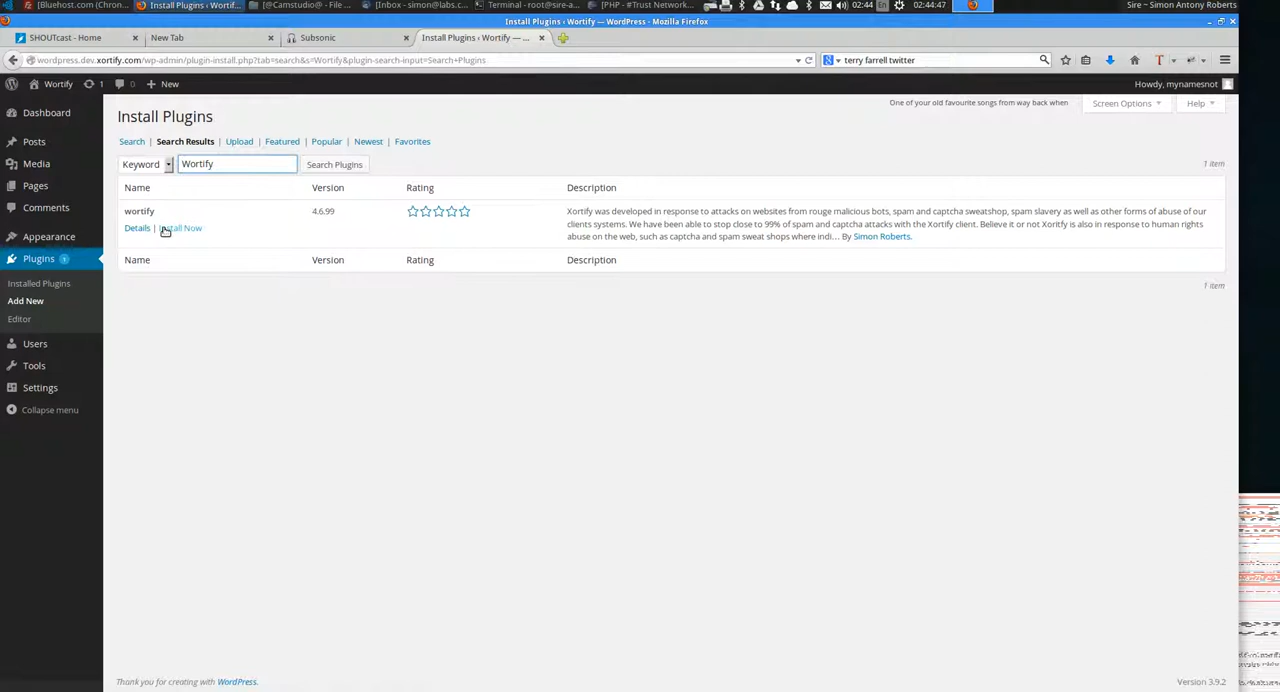 [Bluehost.com {Chron...
Install Plugins ‹ Wortif...
[@Camstudio@ - File ...
[Inbox - simon@labs.c...
Terminal - root@sire-a...
[PHP - #Trust Network...
02:44
En
02:44:47
Sire ~ Simon Antony Roberts
Install Plugins ‹ Wortify — WordPress - Mozilla Firefox
SHOUTcast - Home
New Tab
Subsonic
Install Plugins ‹ Wortify — ...
wordpress.dev.xortify.com/wp-admin/plugin-install.php?tab=search&s=Wortify&plugin-search-input=Search+Plugins
terry farrell twitter
Wortify
1
0
New
Howdy, mynamesnot
Dashboard
Posts
Media
Pages
Comments
Appearance
Plugins 1
Installed Plugins
Add New
Editor
Users
Tools
Settings
Collapse menu
One of your old favourite songs from way back when
Screen Options
Help
Install Plugins
Search | Search Results | Upload | Featured | Popular | Newest | Favorites
Keyword
Wortify
Search Plugins
1 item
Name Version Rating Description
wortify
Details | Install Now
4.6.99
Xortify was developed in response to attacks on websites from rouge malicious bots, spam and captcha sweatshop, spam slavery as well as other forms of abuse of our
clients systems. We have been able to stop close to 99% of spam and captcha attacks with the Xortify client. Believe it or not Xoritfy is also in response to human rights
abuse on the web, such as captcha and spam sweat shops where indi... By Simon Roberts.
Name Version Rating Description
1 item
Thank you for creating with WordPress.
Version 3.9.2